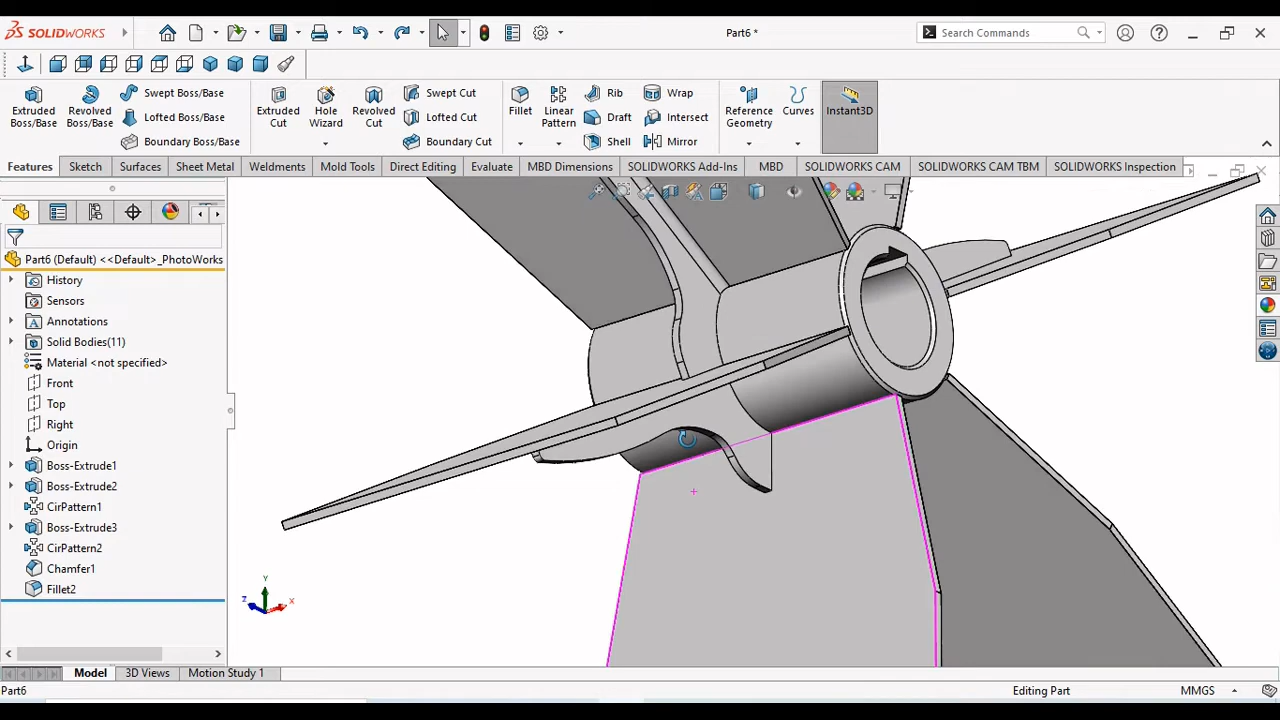 SOLIDWORKS
Part6 *
Search Commands
Extruded Boss/Base
Revolved Boss/Base
Swept Boss/Base
Lofted Boss/Base
Boundary Boss/Base
Extruded Cut
Hole Wizard
Revolved Cut
Swept Cut
Lofted Cut
Boundary Cut
Fillet
Linear Pattern
Rib
Draft
Shell
Wrap
Intersect
Mirror
Reference Geometry
Curves
Instant3D
Features Sketch Surfaces Sheet Metal Weldments Mold Tools Direct Editing Evaluate MBD Dimensions SOLIDWORKS Add-Ins MBD SOLIDWORKS CAM SOLIDWORKS CAM TBM SOLIDWORKS Inspection
Part6 (Default) <<Default>_PhotoWorks
History
Sensors
Annotations
Solid Bodies(11)
Material <not specified>
Front
Top
Right
Origin
Boss-Extrude1
Boss-Extrude2
CirPattern1
Boss-Extrude3
CirPattern2
Chamfer1
Fillet2
Y
Z
X
Model 3D Views Motion Study 1
Part6 Editing Part MMGS